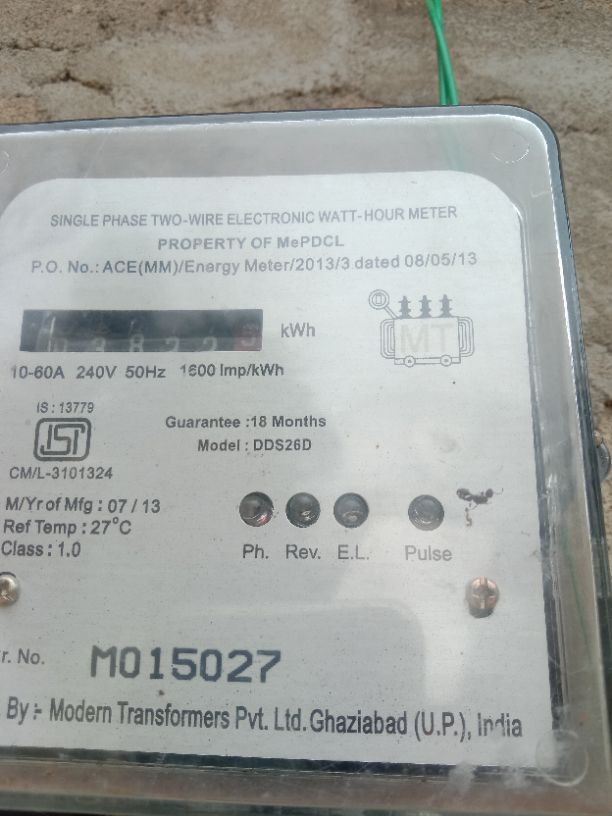 SINGLE PHASE TWO-WIRE ELECTRONIC WATT-HOUR METER
PROPERTY OF MePDCL
P.O. No.: ACE(MM)/Energy Meter/2013/3 dated 08/05/13
03822 kWh
MT
10-60A 240V 50Hz 1600 Imp/kWh
IS : 13779
Guarantee :18 Months
Model : DDS26D
CM/L-3101324
M/Yr of Mfg : 07 / 13
Ref Temp : 27°C
Class : 1.0
Ph. Rev. E.L. Pulse
r. No. M015027
By :- Modern Transformers Pvt. Ltd. Ghaziabad (U.P.), India